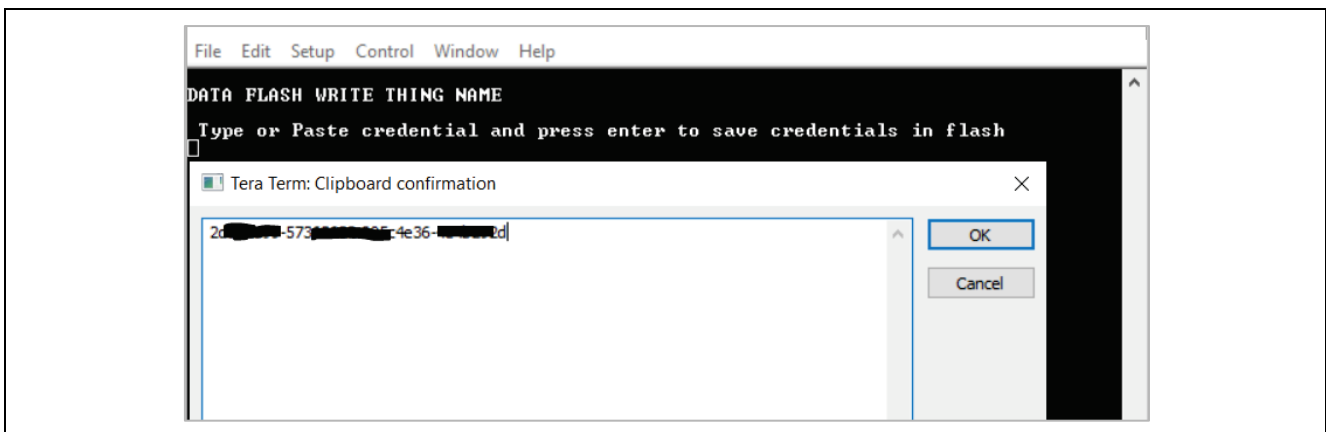 File Edit Setup Control Window Help
DATA FLASH WRITE THING NAME
Type or Paste credential and press enter to save credentials in flash
Tera Term: Clipboard confirmation
OK
Cancel